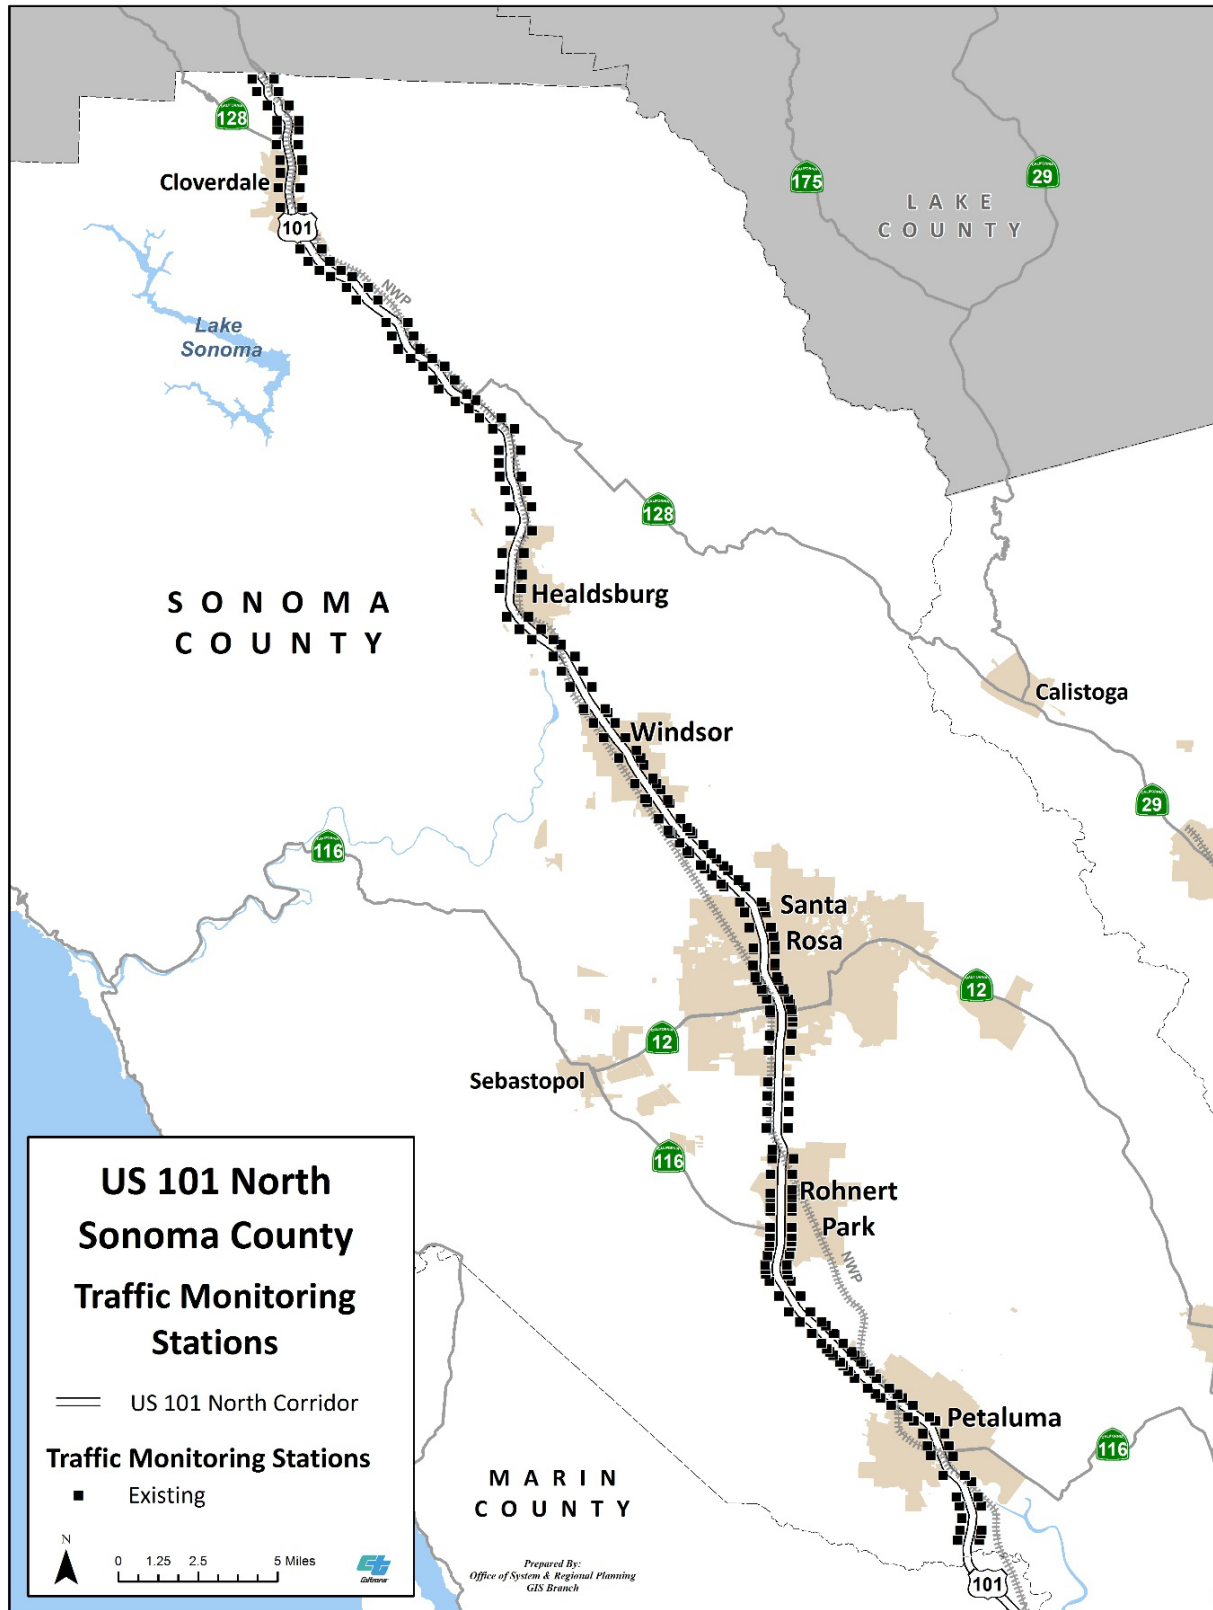 128
Cloverdale
101
175
29
LAKE
COUNTY
NWP
Lake
Sonoma
128
SONOMA
COUNTY
Healdsburg
Calistoga
Windsor
29
116
Santa
Rosa
12
12
Sebastopol
116
Rohnert
Park
NWP
Petaluma
116
MARIN
COUNTY
101
US 101 North
Sonoma County
Traffic Monitoring
Stations
US 101 North Corridor
Traffic Monitoring Stations
Existing
N
0 1.25 2.5 5 Miles
Caltrans
Prepared By:
Office of System & Regional Planning
GIS Branch